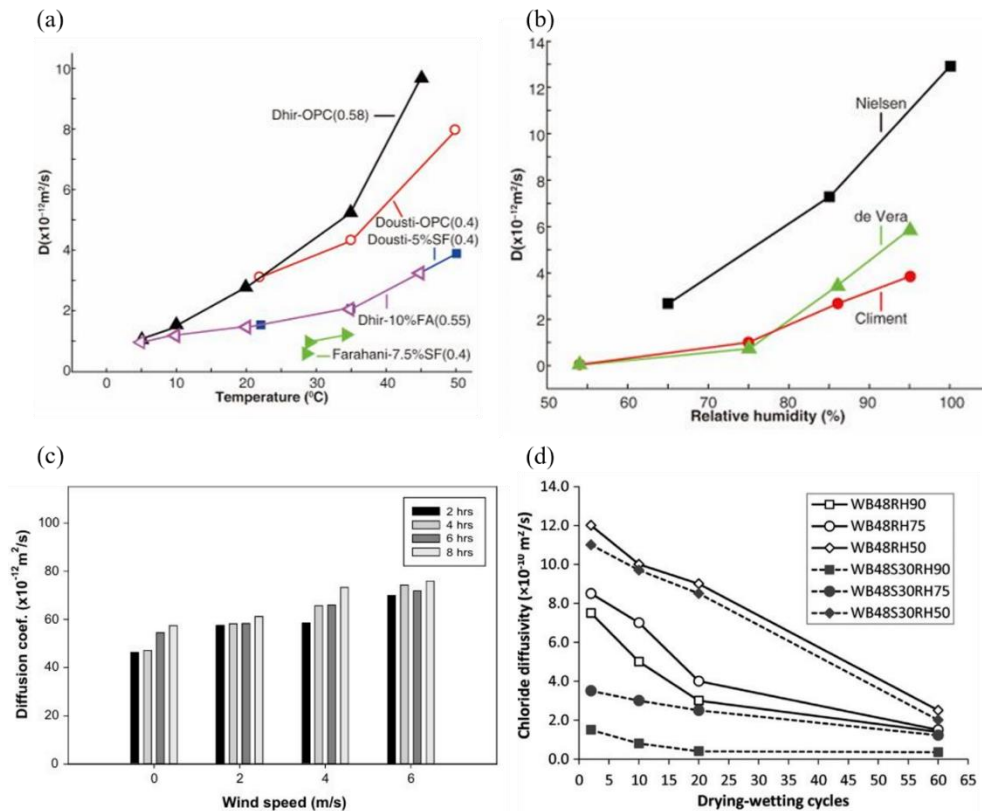 (a)
10
8
6
4
2
0
D(x10⁻¹²m²/s)
Dhir-OPC(0.58)
Dousti-OPC(0.4)
Dousti-5%SF(0.4)
Dhir-10%FA(0.55)
Farahani-7.5%SF(0.4)
0 10 20 30 40 50
Temperature (⁰C)
(b)
14
12
10
8
6
4
2
0
D(x10⁻¹²m²/s)
Nielsen
de Vera
Climent
50 60 70 80 90 100
Relative humidity (%)
(c)
100
80
60
40
20
0
Diffusion coef. (x10⁻¹²m²/s)
2 hrs
4 hrs
6 hrs
8 hrs
0 2 4 6
Wind speed (m/s)
(d)
14.0
12.0
10.0
8.0
6.0
4.0
2.0
0.0
Chloride diffusivity (×10⁻¹⁰ m²/s)
WB48RH90
WB48RH75
WB48RH50
WB48S30RH90
WB48S30RH75
WB48S30RH50
0 5 10 15 20 25 30 35 40 45 50 55 60 65
Drying-wetting cycles